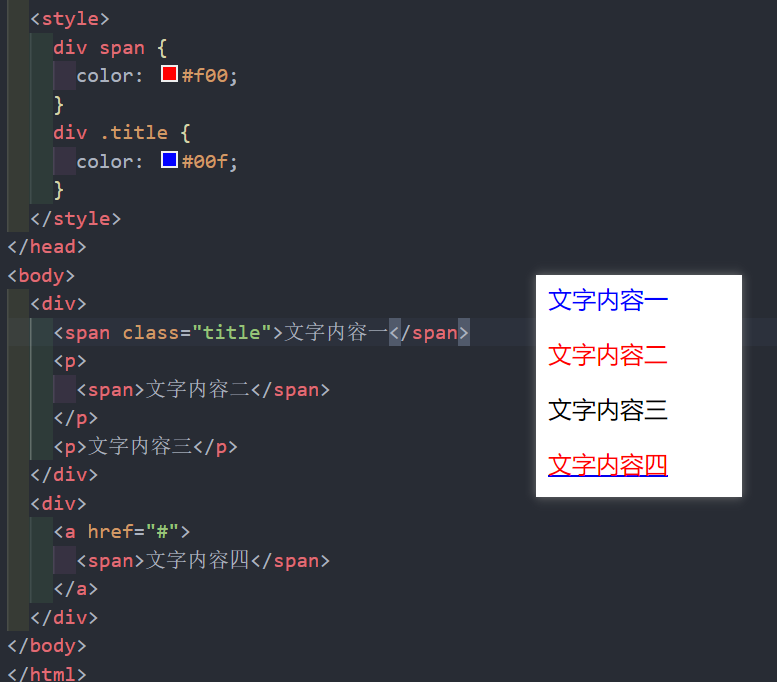 <style>
div span {
color: #f00;
}
div .title {
color: #00f;
}
</style>
</head>
<body>
<div>
<span class="title">文字内容一</span>
<p>
<span>文字内容二</span>
</p>
<p>文字内容三</p>
</div>
<div>
<a href="#">
<span>文字内容四</span>
</a>
</div>
</body>
</html>
文字内容一
文字内容二
文字内容三
文字内容四